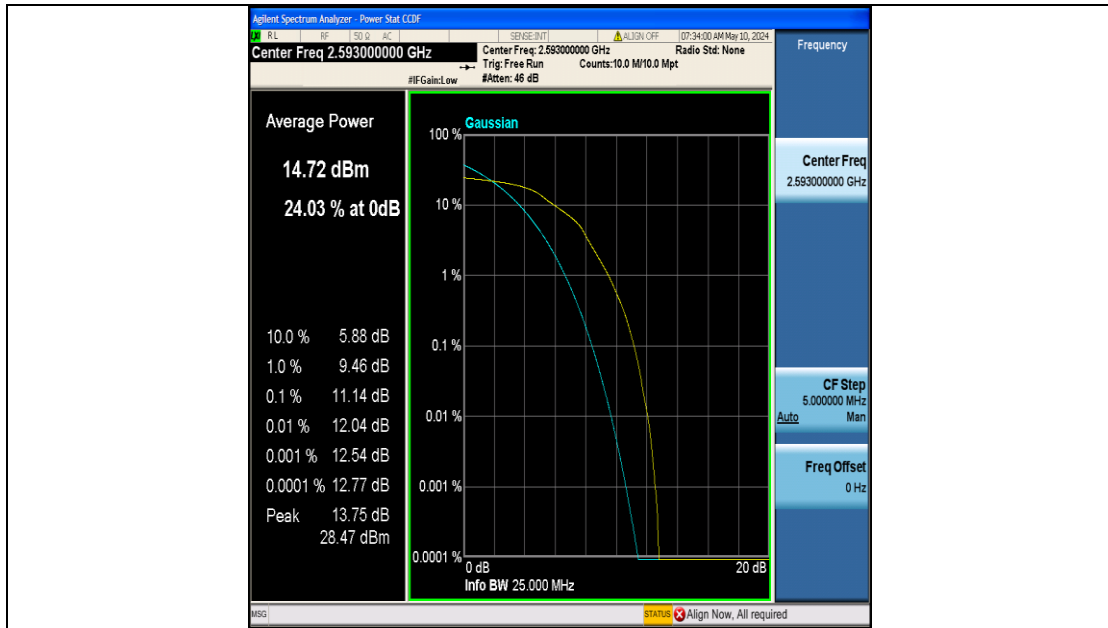 Agilent Spectrum Analyzer - Power Stat CCDF
RL RF 50 Ω AC SENSE:INT ALIGN OFF 07:34:00 AM May 10, 2024
Center Freq 2.593000000 GHz
Center Freq: 2.593000000 GHz Radio Std: None
Trig: Free Run Counts:10.0 M/10.0 Mpt
#IFGain:Low #Atten: 46 dB
Frequency
Average Power
14.72 dBm
24.03 % at 0dB
10.0 % 5.88 dB
1.0 % 9.46 dB
0.1 % 11.14 dB
0.01 % 12.04 dB
0.001 % 12.54 dB
0.0001 % 12.77 dB
Peak 13.75 dB
28.47 dBm
Gaussian
100 %
10 %
1 %
0.1 %
0.01 %
0.001 %
0.0001 %
0 dB 20 dB
Info BW 25.000 MHz
Center Freq
2.593000000 GHz
CF Step
5.000000 MHz
Auto Man
Freq Offset
0 Hz
MSG STATUS Align Now, All required